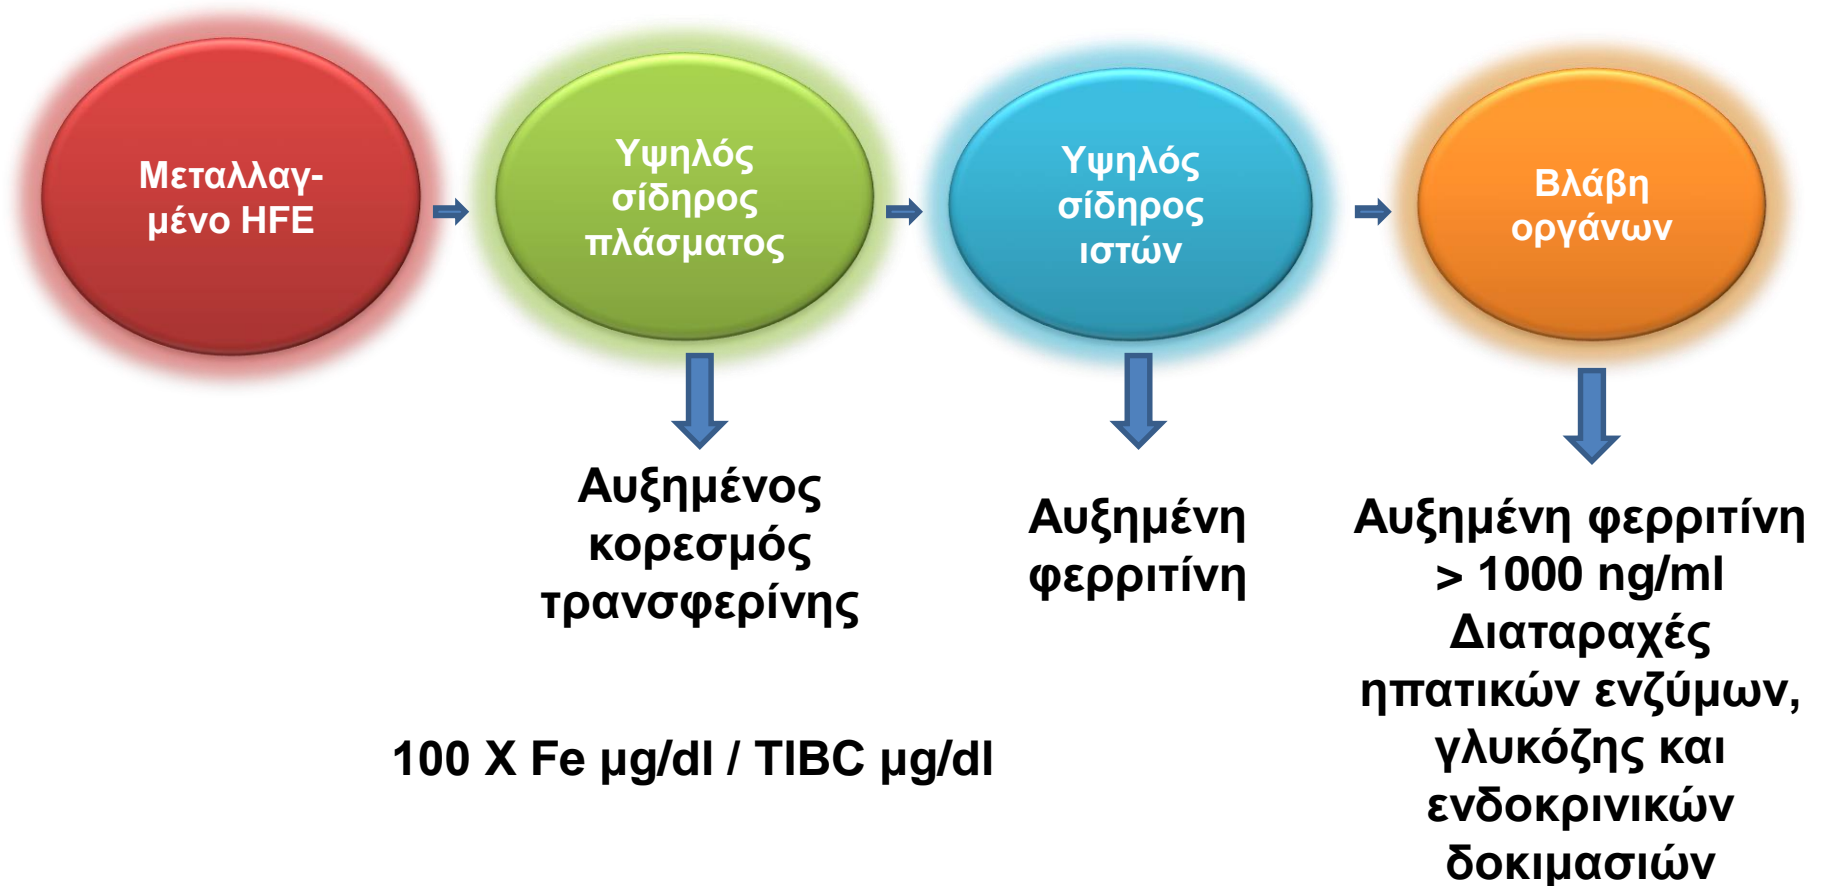 Μεταλλαγ-
μένο HFE
Υψηλός
σίδηρος
πλάσματος
Υψηλός
σίδηρος
ιστών
Βλάβη
οργάνων
Αυξημένος
κορεσμός
τρανσφερίνης
Αυξημένη
φερριτίνη
Αυξημένη φερριτίνη
> 1000 ng/ml
Διαταραχές
ηπατικών ενζύμων,
γλυκόζης και
ενδοκρινικών
δοκιμασιών
100 X Fe μg/dl / TIBC μg/dl